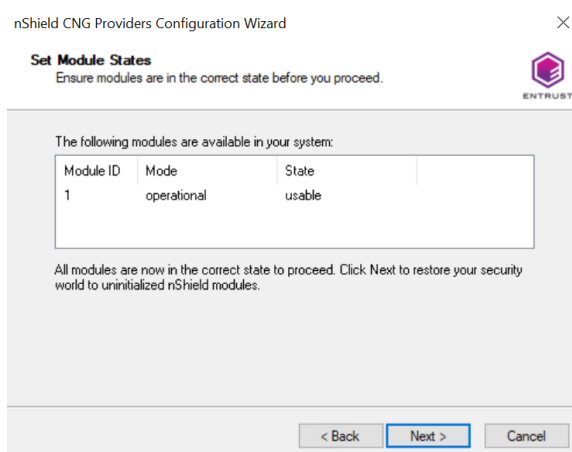 nShield CNG Providers Configuration Wizard
Set Module States
Ensure modules are in the correct state before you proceed.
ENTRUST
The following modules are available in your system:
Module ID Mode State
1 operational usable
All modules are now in the correct state to proceed. Click Next to restore your security
world to uninitialized nShield modules.
< Back Next > Cancel